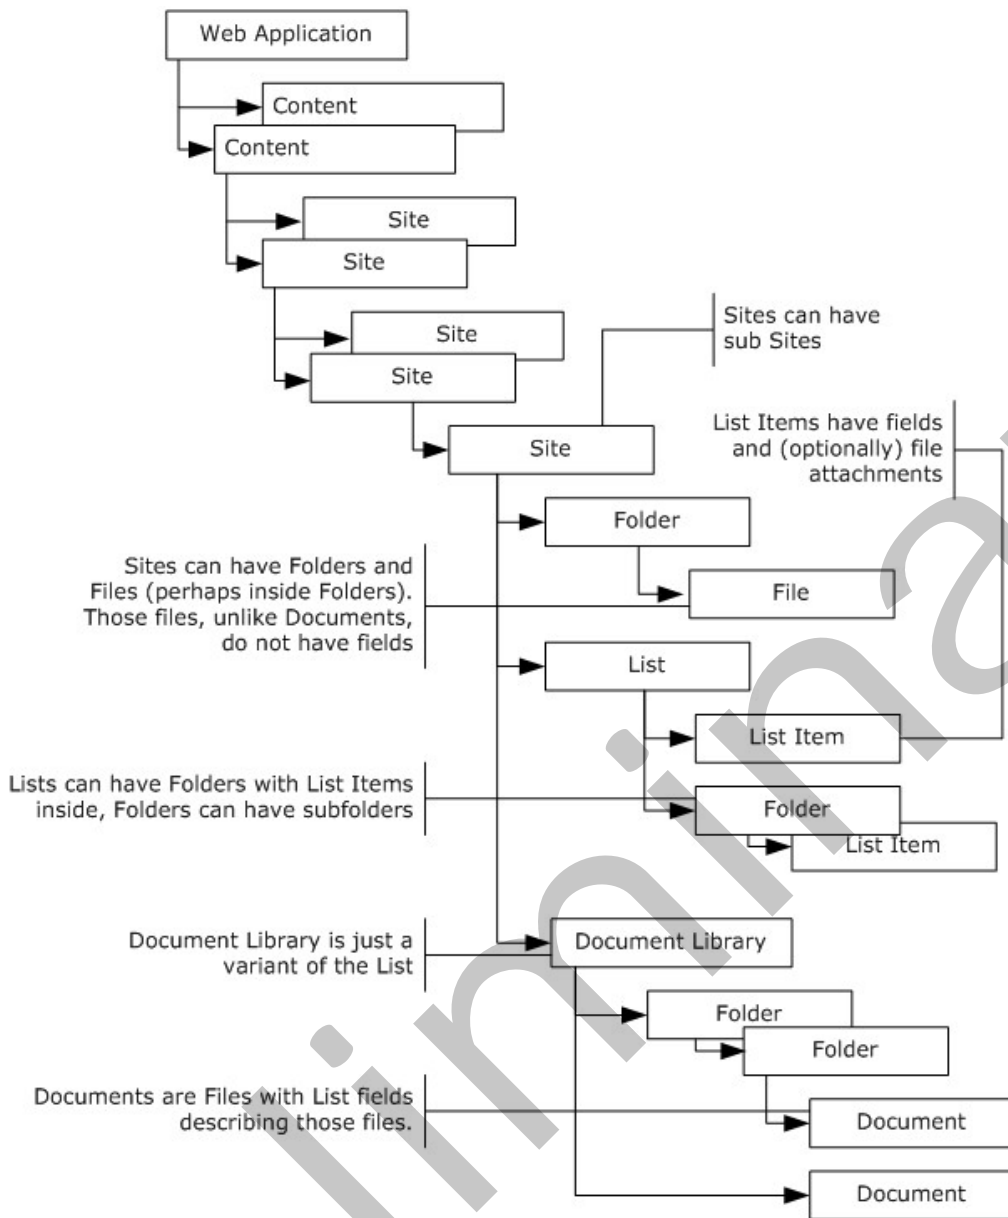 Web Application
Content
Content
Site
Site
Site
Site
Sites can have
sub Sites
Site
List Items have fields
and (optionally) file
attachments
Folder
Sites can have Folders and
Files (perhaps inside Folders).
Those files, unlike Documents,
do not have fields
File
List
List Item
Lists can have Folders with List Items
inside, Folders can have subfolders
Folder
List Item
Document Library is just a
variant of the List
Document Library
Folder
Folder
Documents are Files with List fields
describing those files.
Document
Document
limina